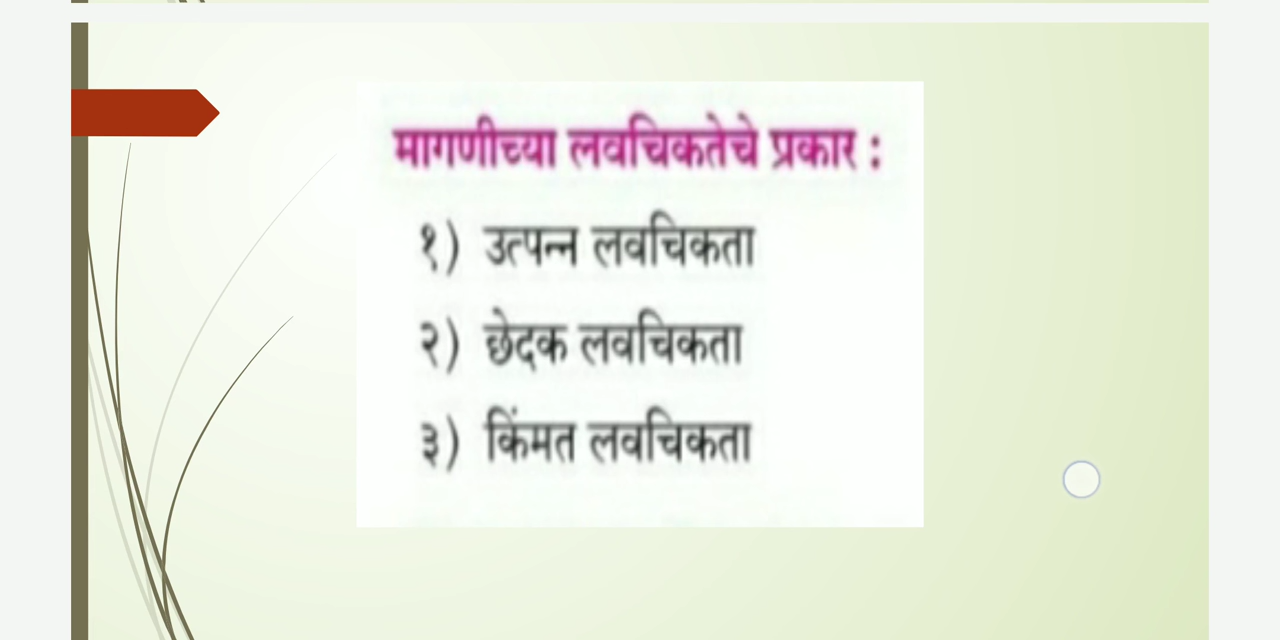 मागणीच्या लवचिकतेचे प्रकार :
१) उत्पन्न लवचिकता
२) छेदक लवचिकता
३) किंमत लवचिकता